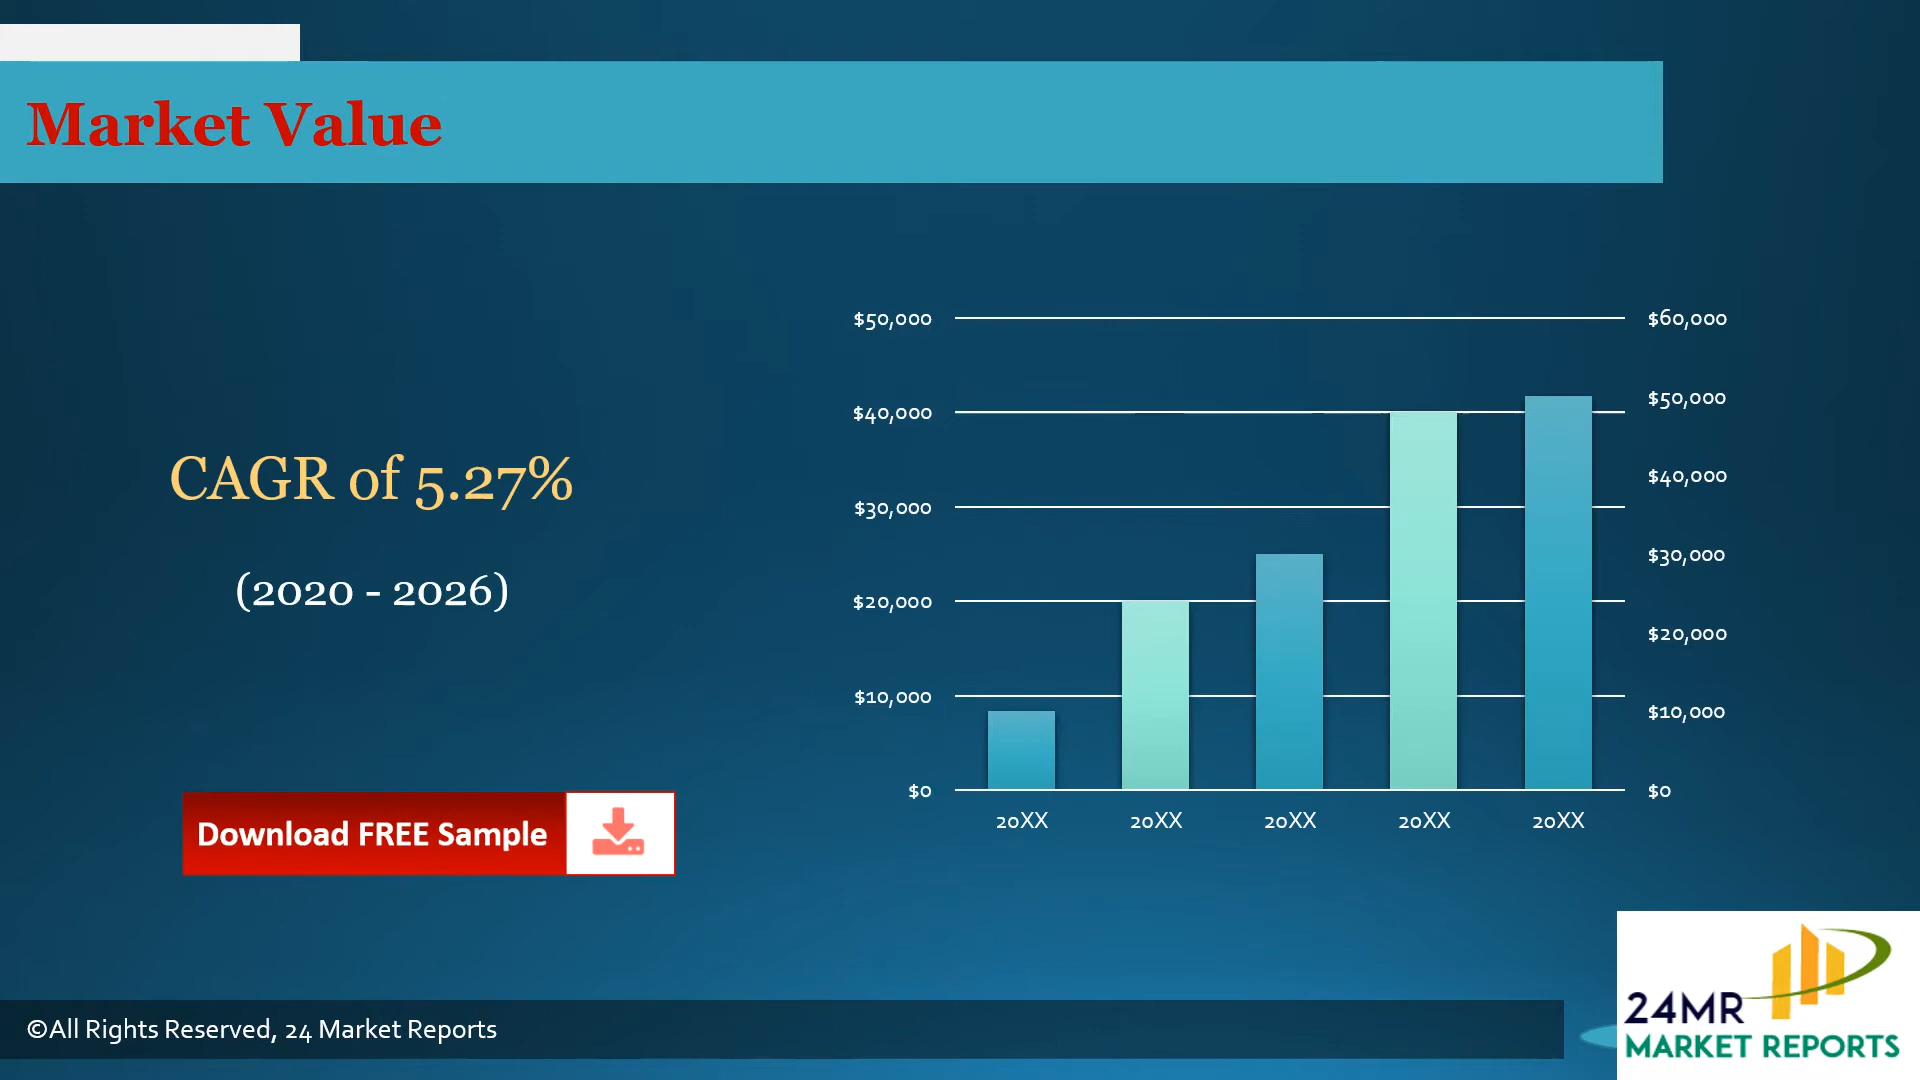 Market Value
CAGR of 5.27%
(2020 - 2026)
Download FREE Sample
$50,000
$40,000
$30,000
$20,000
$10,000
$0
$60,000
$50,000
$40,000
$30,000
$20,000
$10,000
$0
20XX 20XX 20XX 20XX 20XX
©All Rights Reserved, 24 Market Reports
24MR
MARKET REPORTS